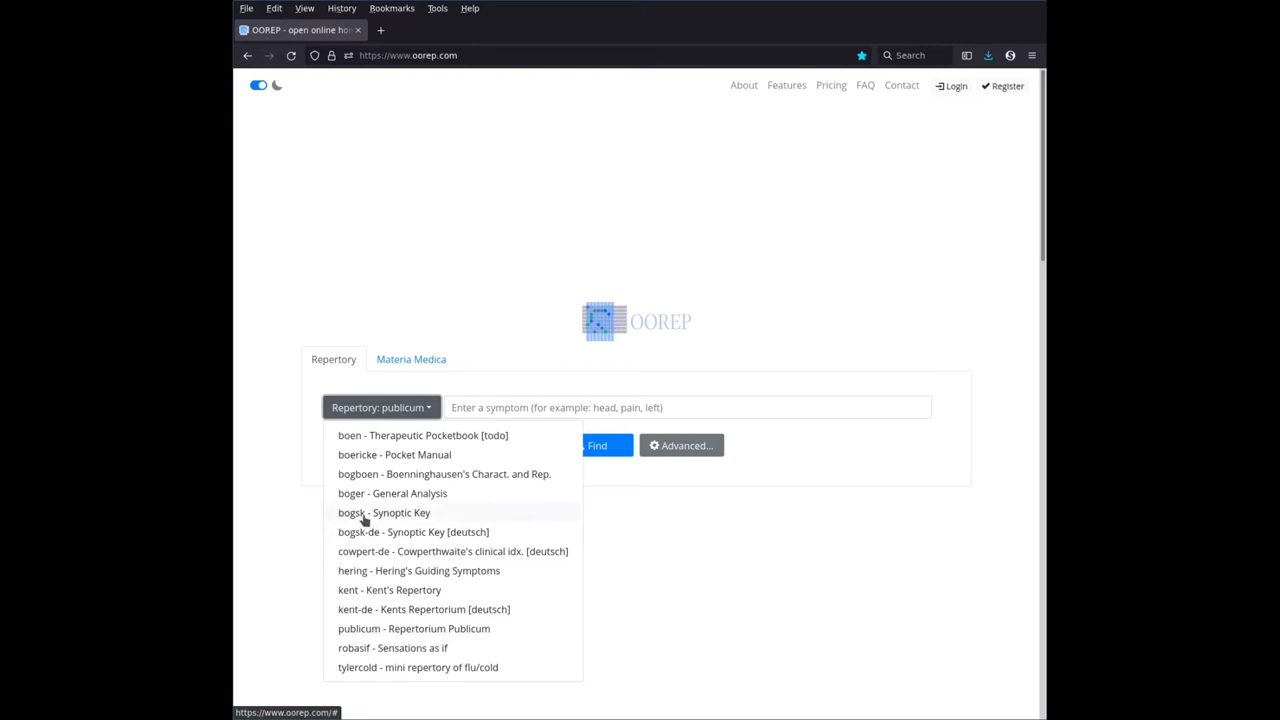 File Edit View History Bookmarks Tools Help
OOREP - open online hom
https://www.oorep.com
Search
About Features Pricing FAQ Contact Login Register
OOREP
Repertory Materia Medica
Repertory: publicum Enter a symptom (for example: head, pain, left)
Find Advanced...
boen - Therapeutic Pocketbook [todo]
boericke - Pocket Manual
bogboen - Boenninghausen's Charact. and Rep.
boger - General Analysis
bogsk - Synoptic Key
bogsk-de - Synoptic Key [deutsch]
cowpert-de - Cowperthwaite's clinical idx. [deutsch]
hering - Hering's Guiding Symptoms
kent - Kent's Repertory
kent-de - Kents Repertorium [deutsch]
publicum - Repertorium Publicum
robasif - Sensations as if
tylercold - mini repertory of flu/cold
https://www.oorep.com/#